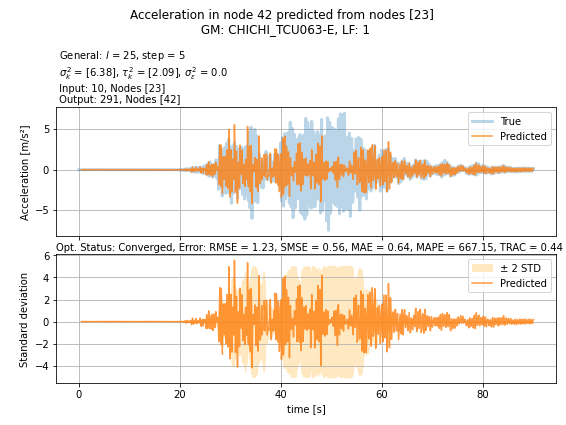 Acceleration in node 42 predicted from nodes [23]
GM: CHICHI_TCU063-E, LF: 1
General: l = 25, step = 5
σ²ₖ = [6.38], τ²ₖ = [2.09], σ²ε = 0.0
Input: 10, Nodes [23]
Output: 291, Nodes [42]
Acceleration [m/s²]
5
0
−5
True
Predicted
Opt. Status: Converged, Error: RMSE = 1.23, SMSE = 0.56, MAE = 0.64, MAPE = 667.15, TRAC = 0.44
Standard deviation
6
4
2
0
−2
−4
± 2 STD
Predicted
0 20 40 60 80
time [s]